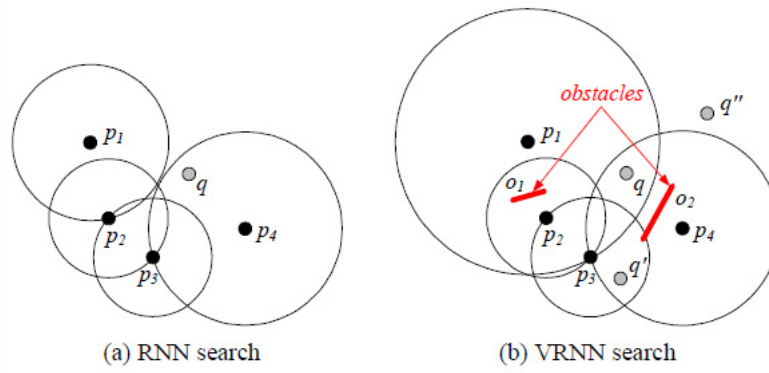 p1
p2
p3
p4
q
(a) RNN search
obstacles
q''
p1
o1
q
o2
p2
p4
p3
q'
(b) VRNN search